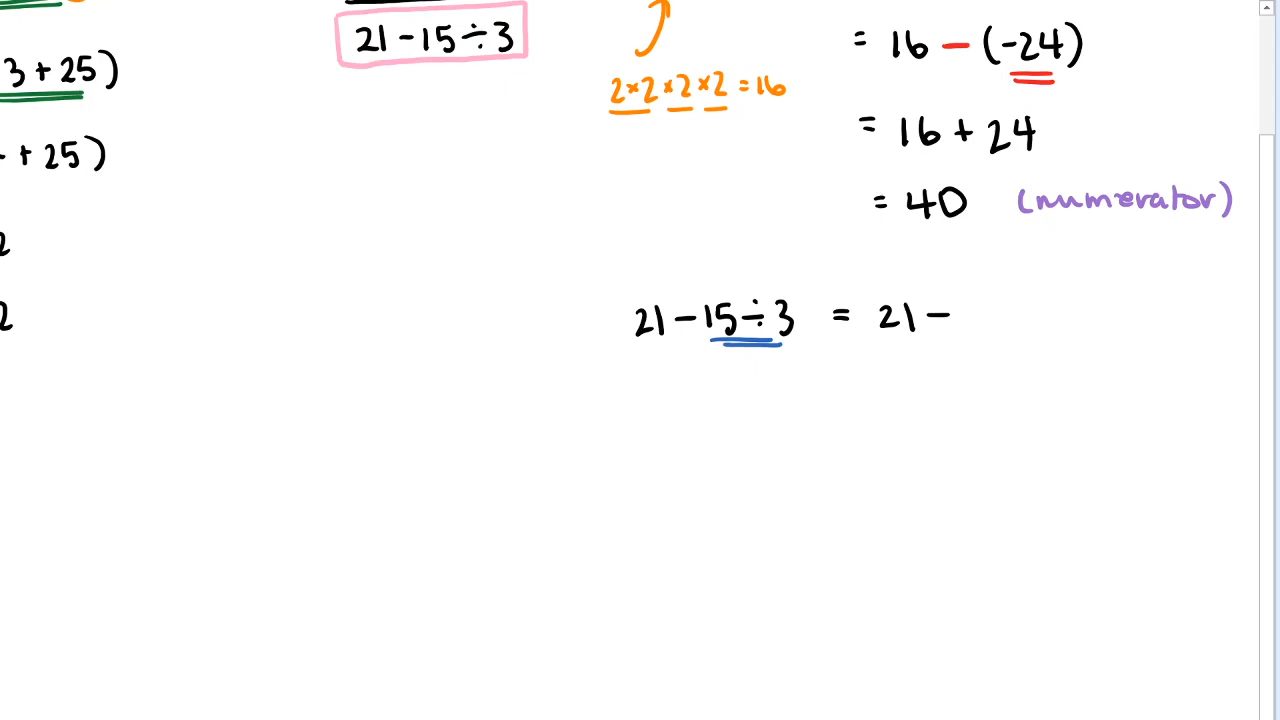 3 + 25 )
+ 25 )
2
2
21 - 15 ÷ 3
2 × 2 × 2 × 2 = 16
= 16 - (-24)
= 16 + 24
= 40 (numerator)
21 - 15 ÷ 3 = 21 -